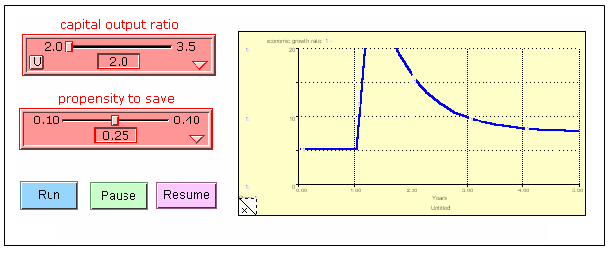 capital output ratio
2.0 3.5
U 2.0
propensity to save
0.10 0.40
0.25
Run Pause Resume
economic growth rate: 1 -
20
10
0
0.00 1.00 2.00 3.00 4.00 5.00
Years
Untitled